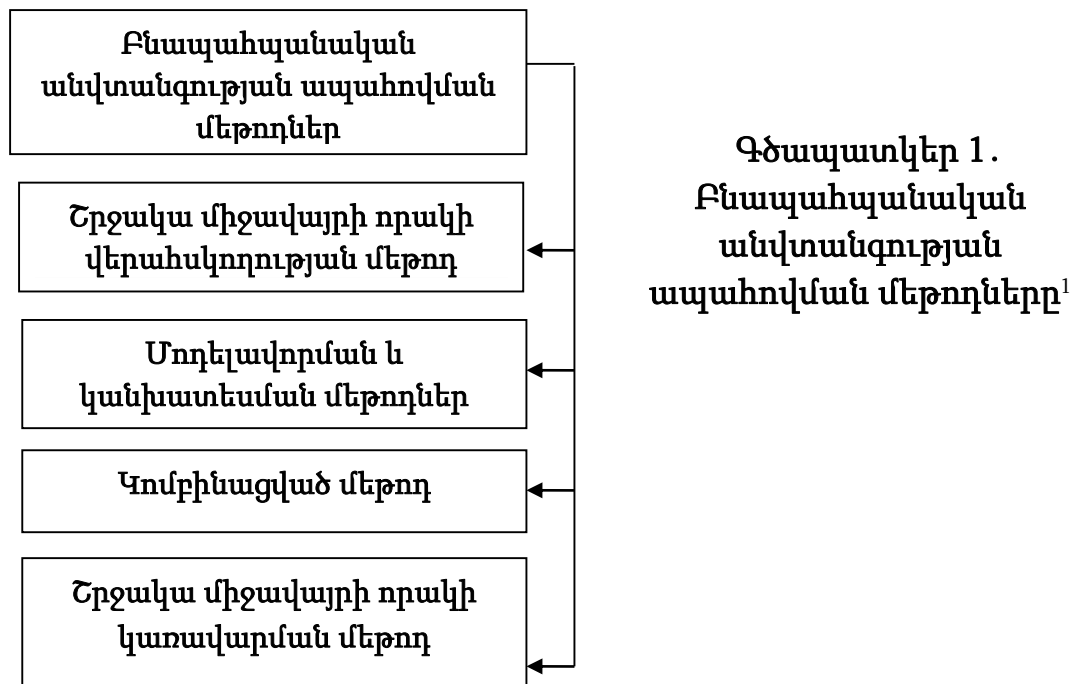 Բնապահպանական
անվտանգության ապահովման
մեթոդներ
Շրջակա միջավայրի որակի
վերահսկողության մեթոդ
Մոդելավորման և
կանխատեսման մեթոդներ
Կոմբինացված մեթոդ
Շրջակա միջավայրի որակի
կառավարման մեթոդ
Գծապատկեր 1.
Բնապահպանական
անվտանգության
ապահովման մեթոդները¹